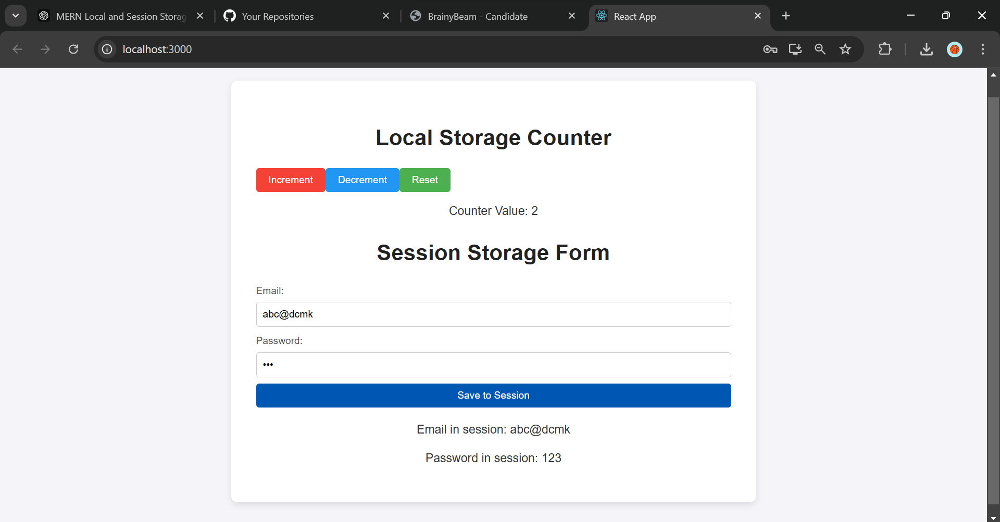 MERN Local and Session Storag
Your Repositories
BrainyBeam - Candidate
React App
localhost:3000
Local Storage Counter
Increment Decrement Reset
Counter Value: 2
Session Storage Form
Email:
abc@dcmk
Password:
•••
Save to Session
Email in session: abc@dcmk
Password in session: 123